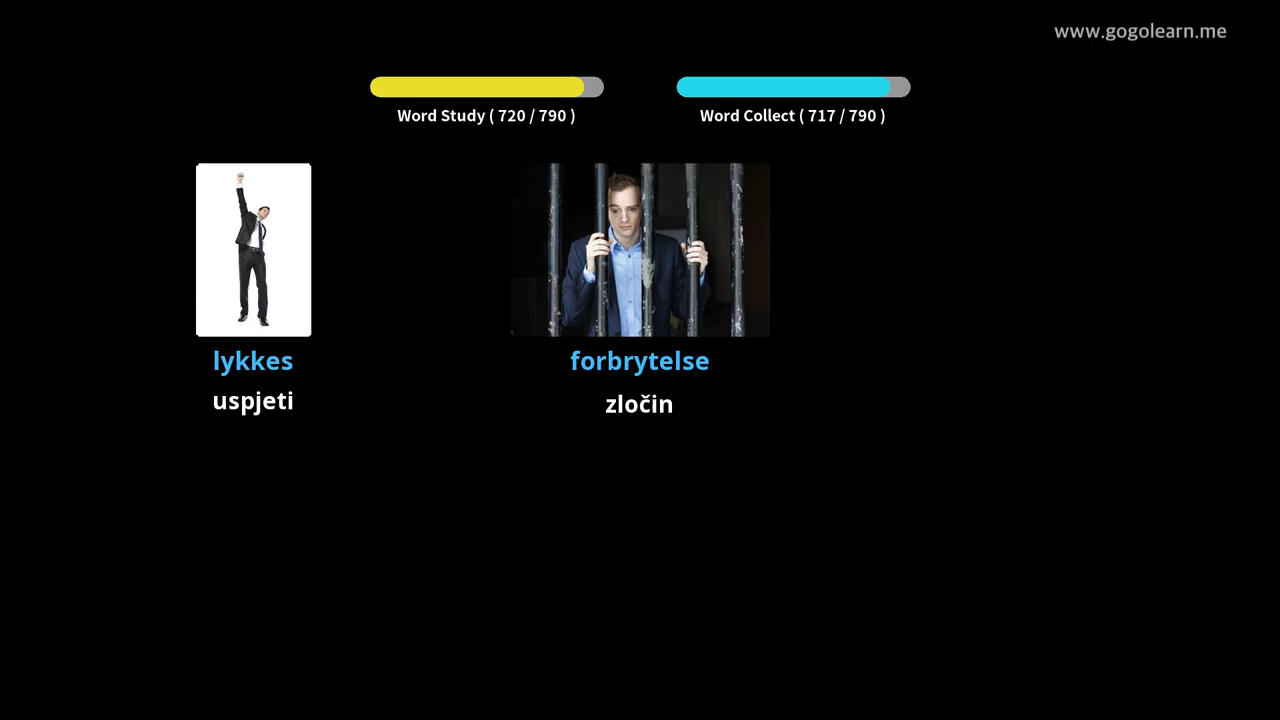 www.gogolearn.me
Word Study ( 720 / 790 )
Word Collect ( 717 / 790 )
lykkes
uspjeti
forbrytelse
zločin